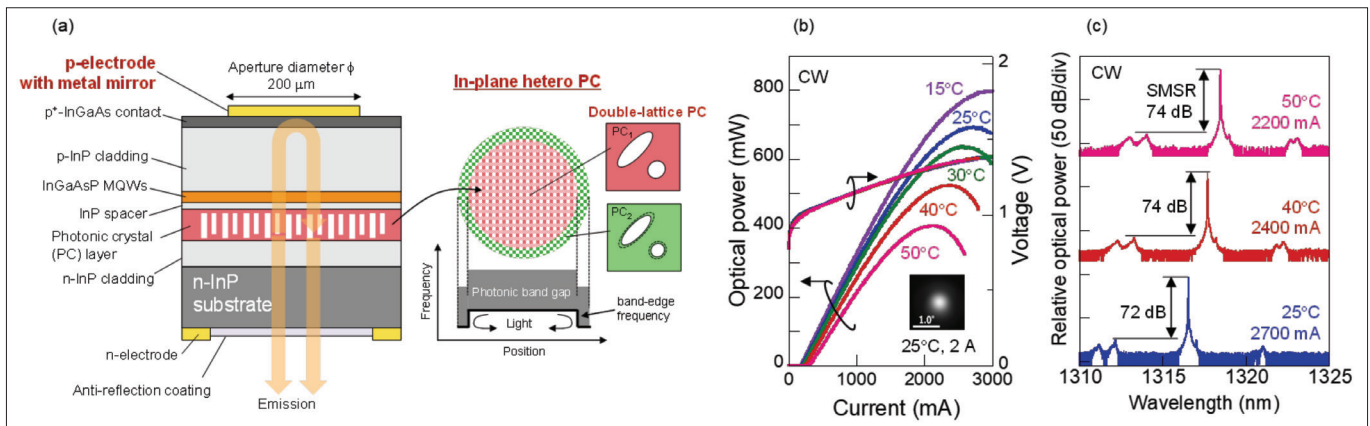 (a)
p-electrode
with metal mirror
Aperture diameter ϕ
200 μm
p⁺-InGaAs contact
p-InP cladding
InGaAsP MQWs
InP spacer
Photonic crystal
(PC) layer
n-InP cladding
n-InP
substrate
n-electrode
Anti-reflection coating
Emission
In-plane hetero PC
Double-lattice PC
PC₁
PC₂
Frequency
Photonic band gap
band-edge
frequency
Light
Position
(b)
CW
Optical power (mW)
800
700
600
500
400
300
200
100
0
15°C
25°C
30°C
40°C
50°C
1.0°
25°C, 2 A
2
1
0
Voltage (V)
0
1000
2000
3000
Current (mA)
(c)
CW
Relative optical power (50 dB/div)
SMSR
74 dB
50°C
2200 mA
74 dB
40°C
2400 mA
72 dB
25°C
2700 mA
1310
1315
1320
1325
Wavelength (nm)